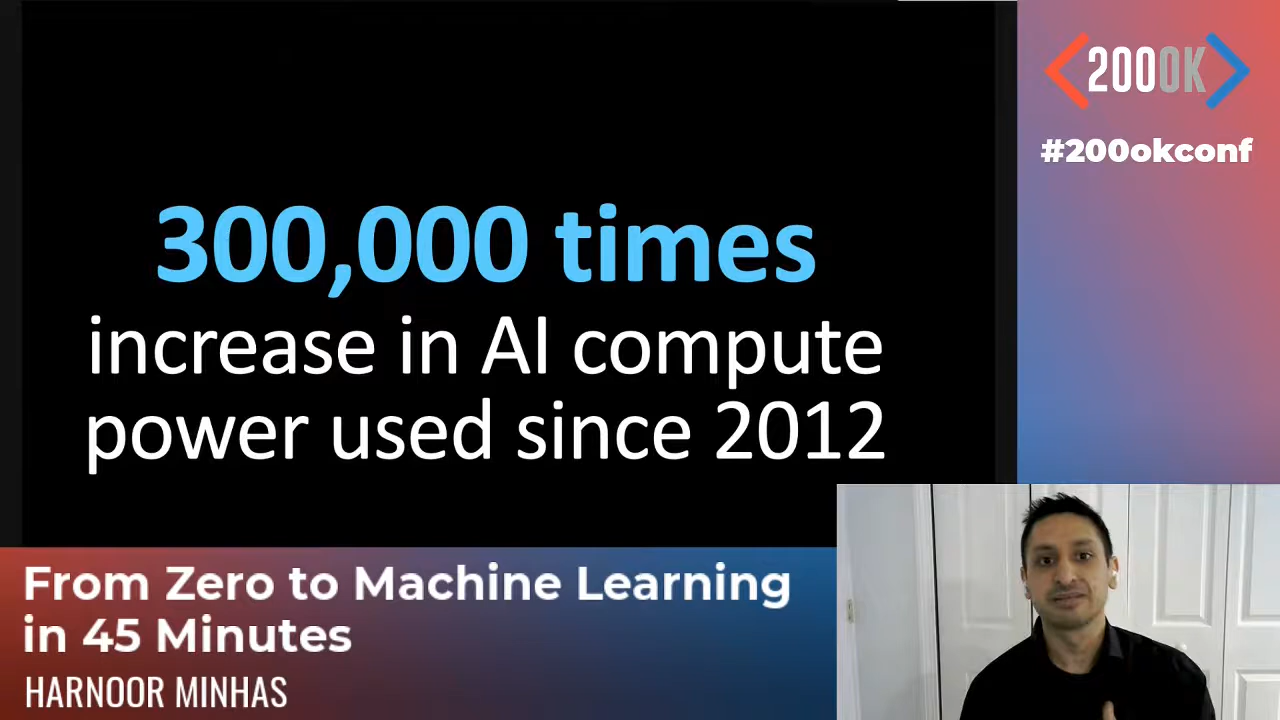 300,000 times
increase in AI compute
power used since 2012
200OK
#200okconf
From Zero to Machine Learning
in 45 Minutes
HARNOOR MINHAS